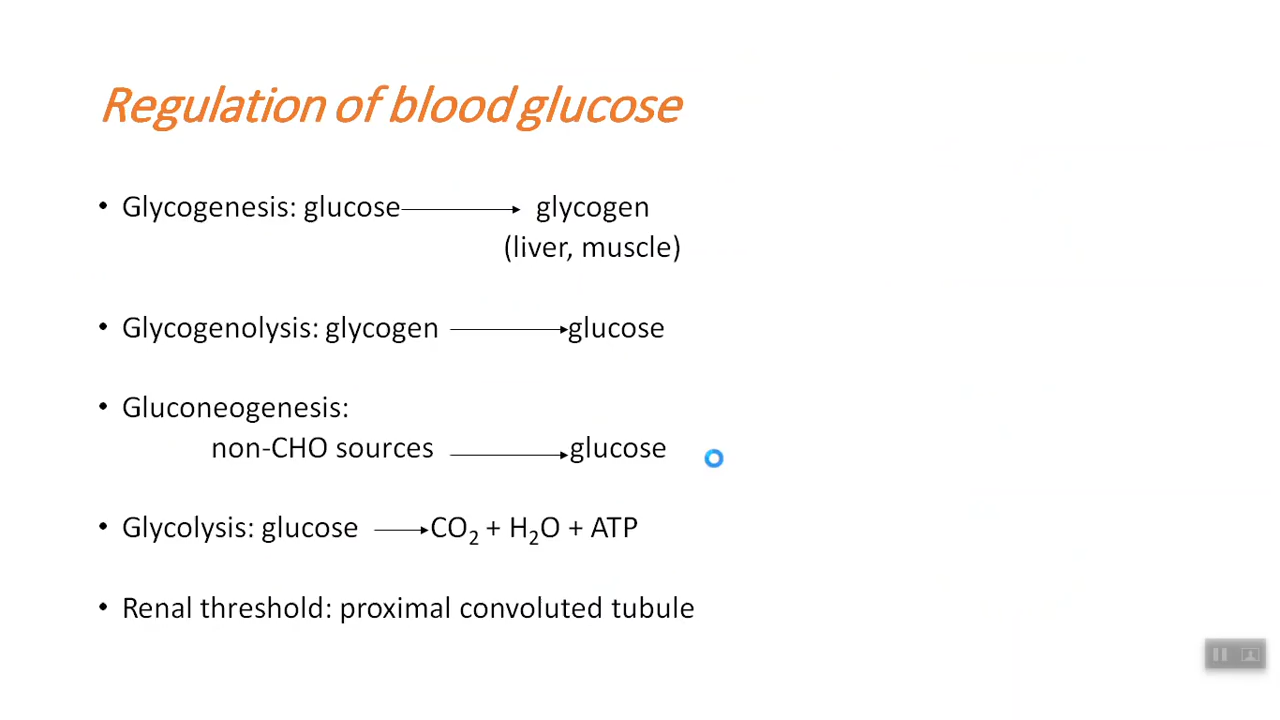 Regulation of blood glucose
• Glycogenesis: glucose → glycogen
(liver, muscle)
• Glycogenolysis: glycogen → glucose
• Gluconeogenesis:
non-CHO sources → glucose
• Glycolysis: glucose → CO₂ + H₂O + ATP
• Renal threshold: proximal convoluted tubule